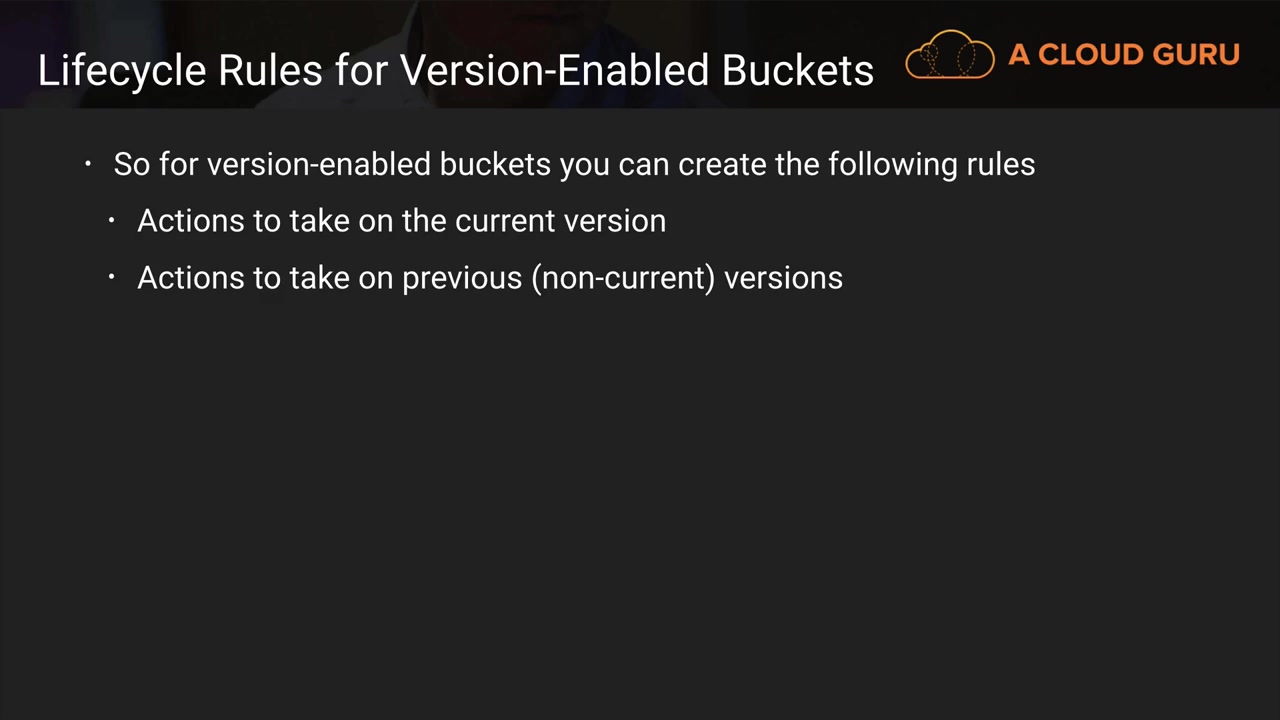 Lifecycle Rules for Version-Enabled Buckets
A CLOUD GURU
· So for version-enabled buckets you can create the following rules
· Actions to take on the current version
· Actions to take on previous (non-current) versions